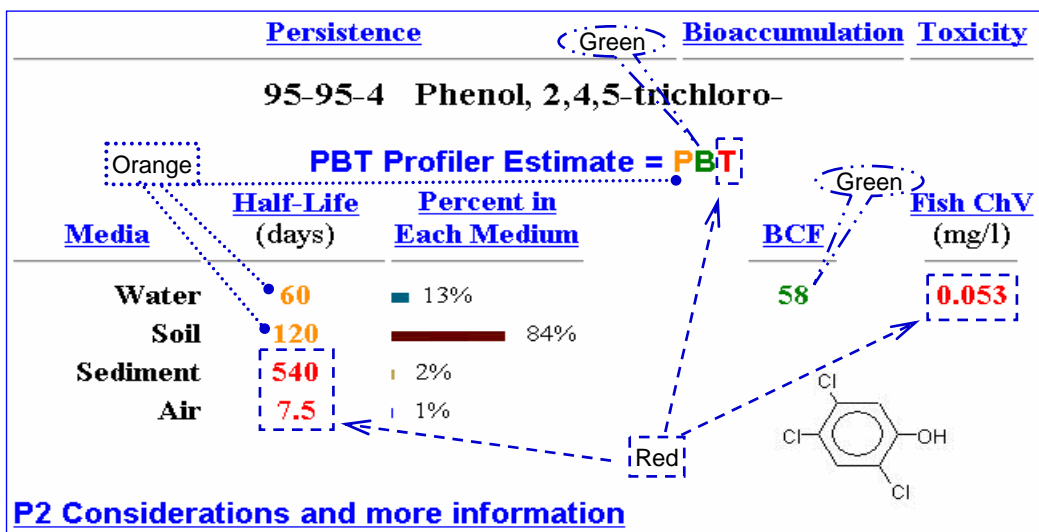 Persistence Bioaccumulation Toxicity
Green
95-95-4 Phenol, 2,4,5-trichloro-
Orange
PBT Profiler Estimate = PBT
Green
Half-Life Percent in Fish ChV
Media (days) Each Medium BCF (mg/l)
Water 60 13% 58 0.053
Soil 120 84%
Sediment 540 2%
Air 7.5 1%
Cl
Cl OH
Red
Cl
P2 Considerations and more information